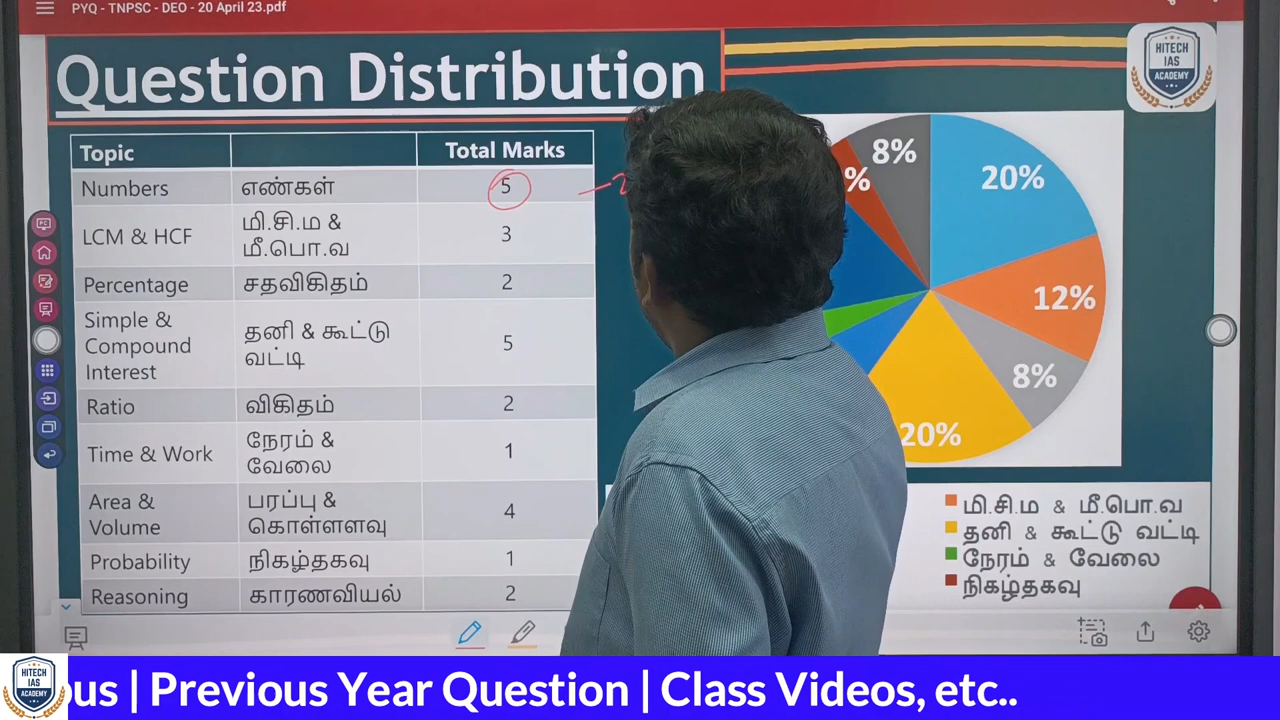 PYQ - TNPSC - DEO - 20 April 23.pdf
Question Distribution
HITECH
IAS
ACADEMY
Topic Total Marks
Numbers எண்கள் 5
LCM & HCF மி.சி.ம &
மீ.பொ.வ 3
Percentage சதவிகிதம் 2
Simple &
Compound
Interest தனி & கூட்டு
வட்டி 5
Ratio விகிதம் 2
Time & Work நேரம் &
வேலை 1
Area &
Volume பரப்பு &
கொள்ளளவு 4
Probability நிகழ்தகவு 1
Reasoning காரணவியல் 2
8%
20%
%
12%
8%
20%
மி.சி.ம & மீ.பொ.வ
தனி & கூட்டு வட்டி
நேரம் & வேலை
நிகழ்தகவு
HITECH
IAS
ACADEMY
ous | Previous Year Question | Class Videos, etc..